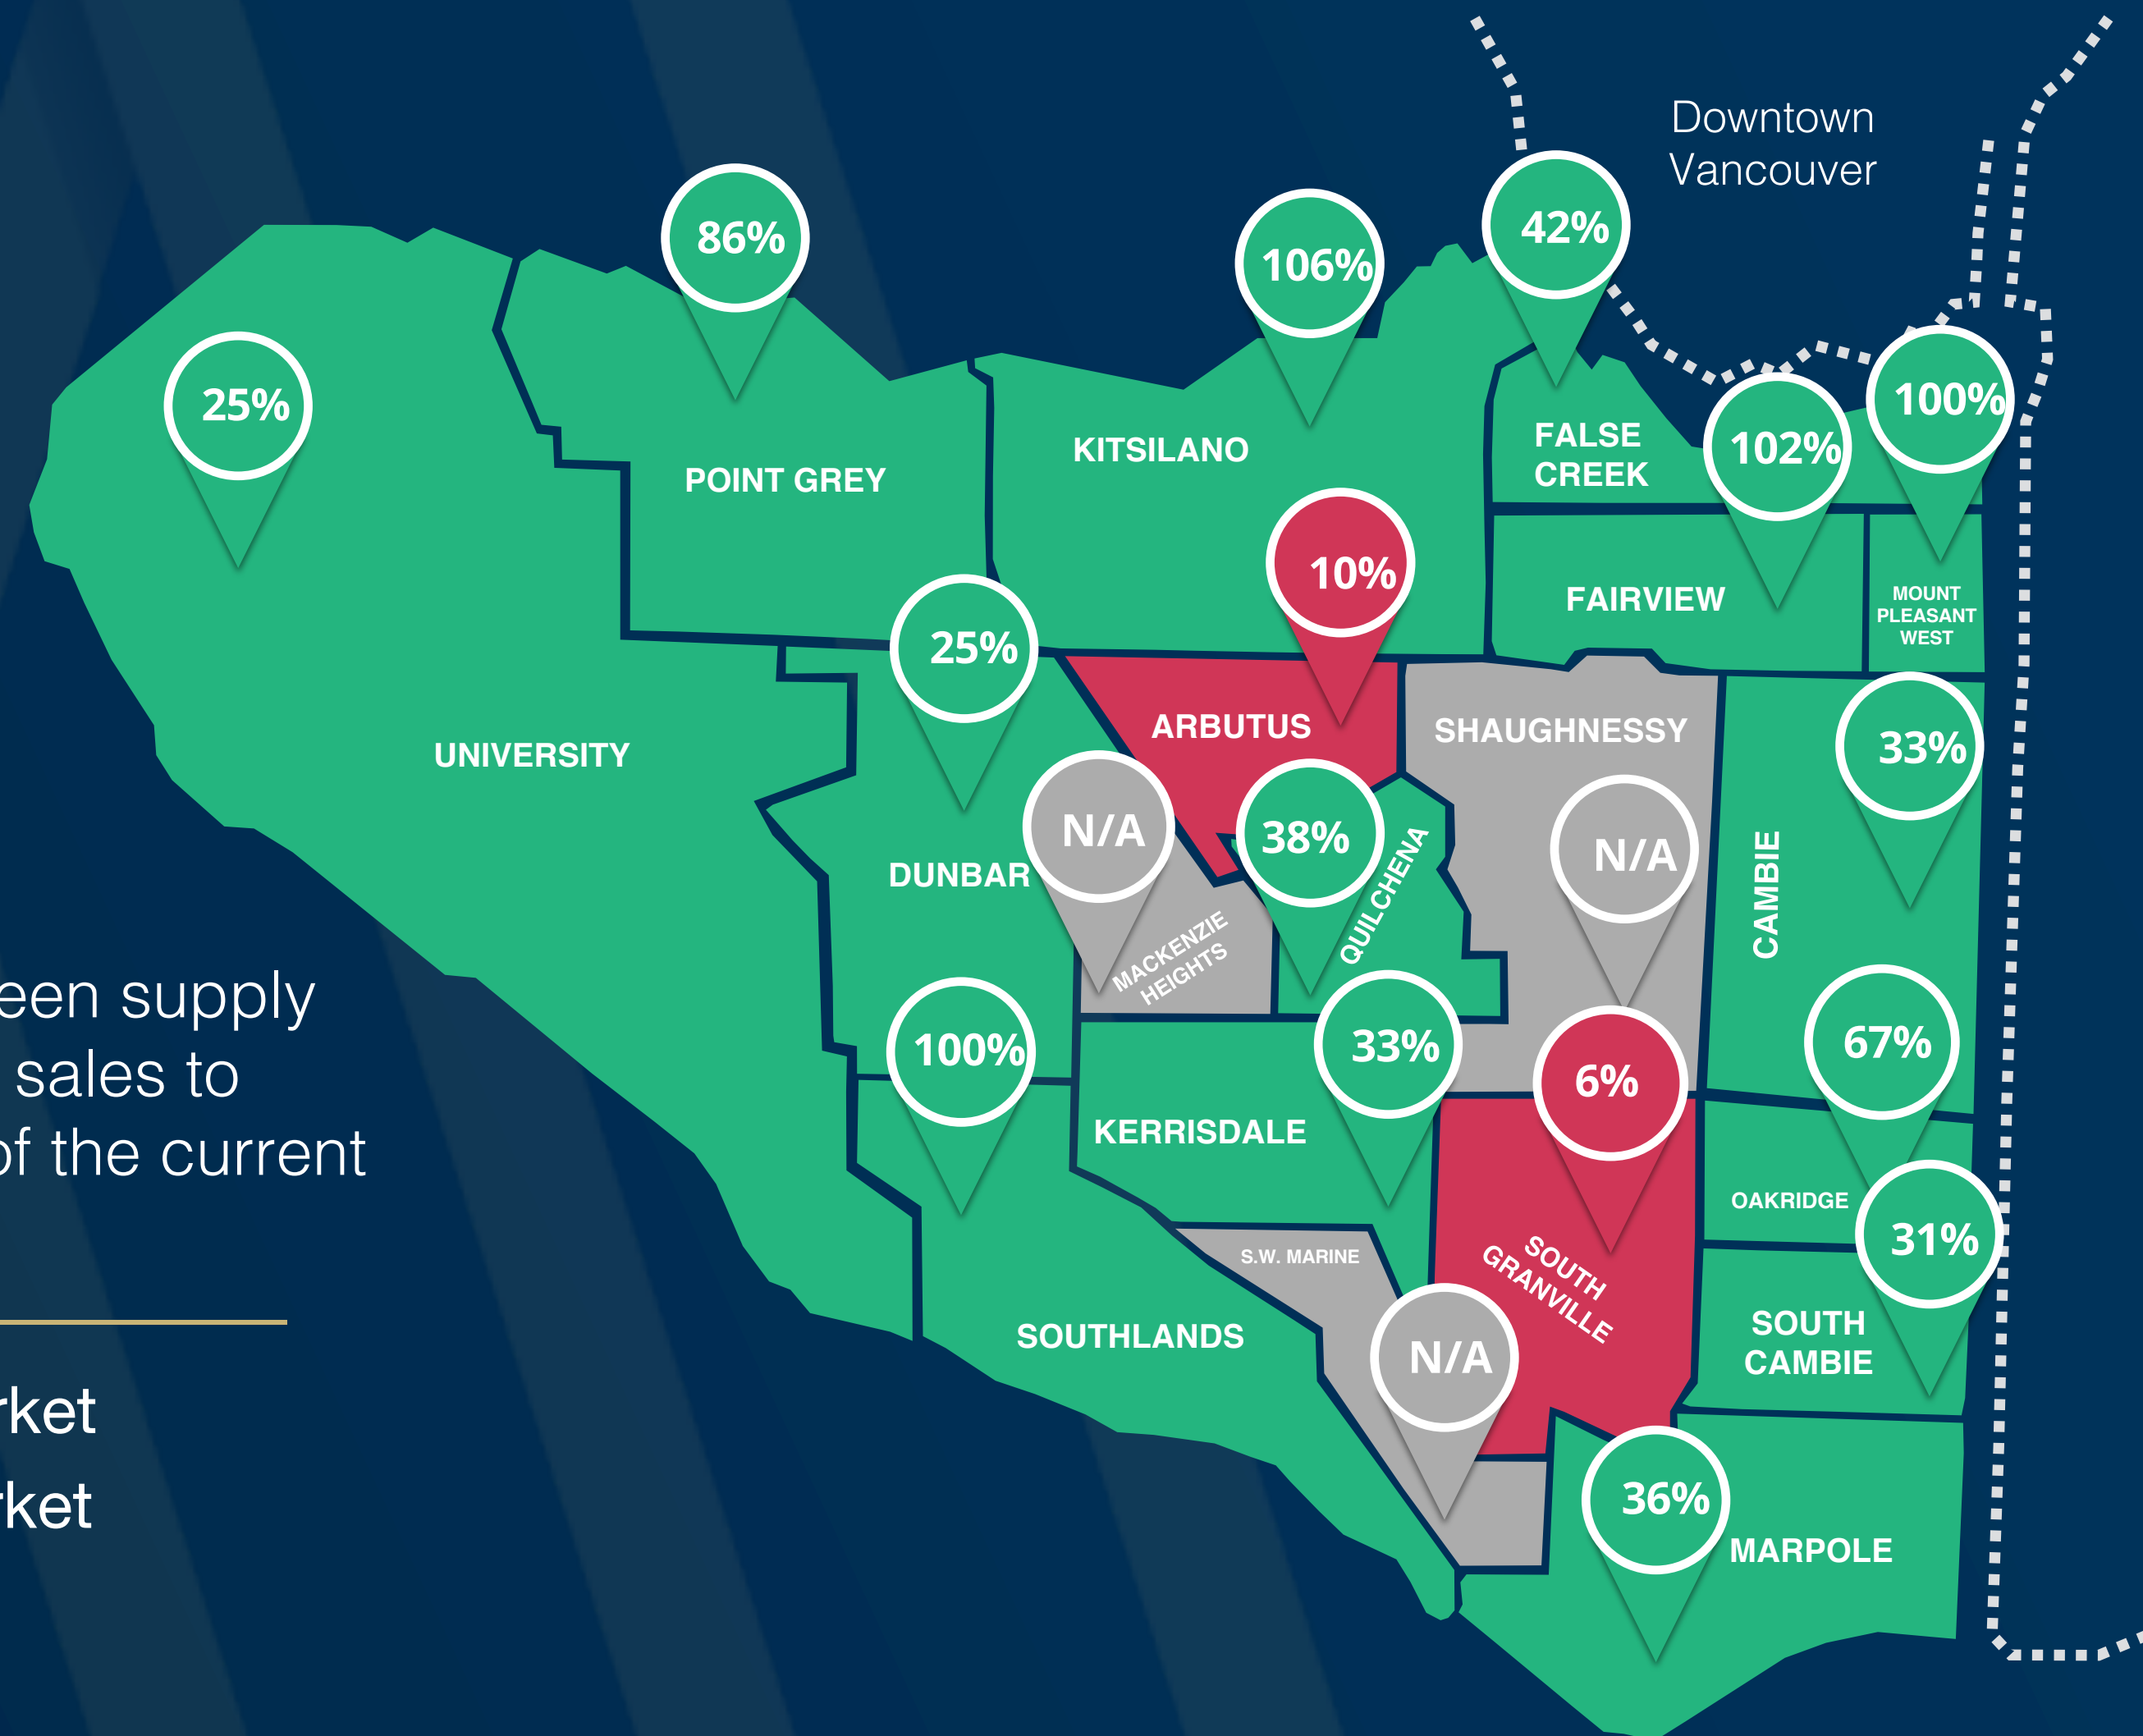 Downtown
Vancouver
86%
106%
42%
25%
100%
102%
KITSILANO
FALSE
CREEK
POINT GREY
10%
FAIRVIEW
MOUNT
PLEASANT
WEST
25%
UNIVERSITY
ARBUTUS
SHAUGHNESSY
33%
N/A
38%
N/A
DUNBAR
QUILCHENA
CAMBIE
MACKENZIE
HEIGHTS
een supply
sales to
of the current
100%
33%
67%
6%
KERRISDALE
OAKRIDGE
31%
S.W. MARINE
SOUTH
GRANVILLE
SOUTHLANDS
SOUTH
CAMBIE
N/A
rket
rket
36%
MARPOLE